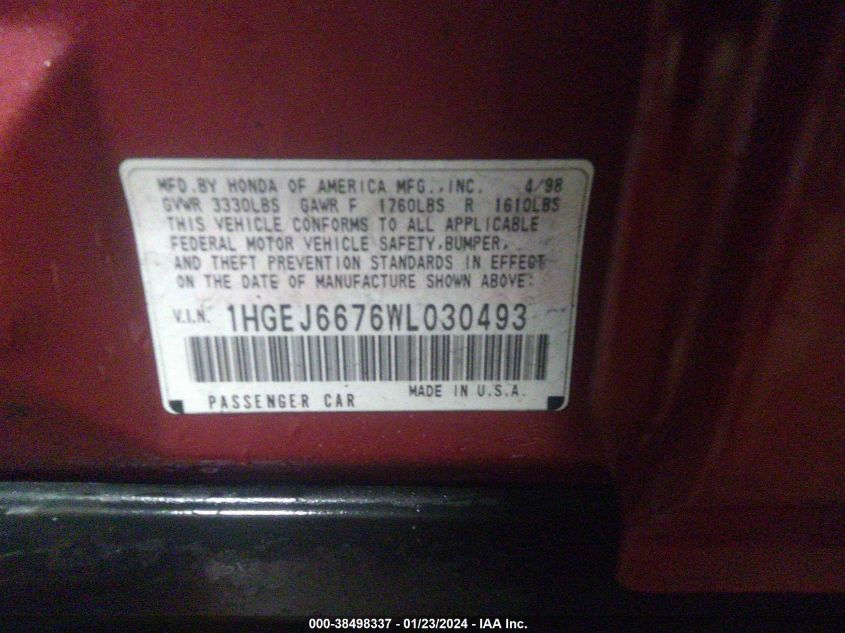 MFD.BY HONDA OF AMERICA MFG.,INC. 4/98
GVWR 3330LBS GAWR F 1760LBS R 1610LBS
THIS VEHICLE CONFORMS TO ALL APPLICABLE
FEDERAL MOTOR VEHICLE SAFETY,BUMPER,
AND THEFT PREVENTION STANDARDS IN EFFECT
ON THE DATE OF MANUFACTURE SHOWN ABOVE.
V.I.N. 1HGEJ6676WL030493
PASSENGER CAR MADE IN U.S.A.
000-38498337 - 01/23/2024 - IAA Inc.